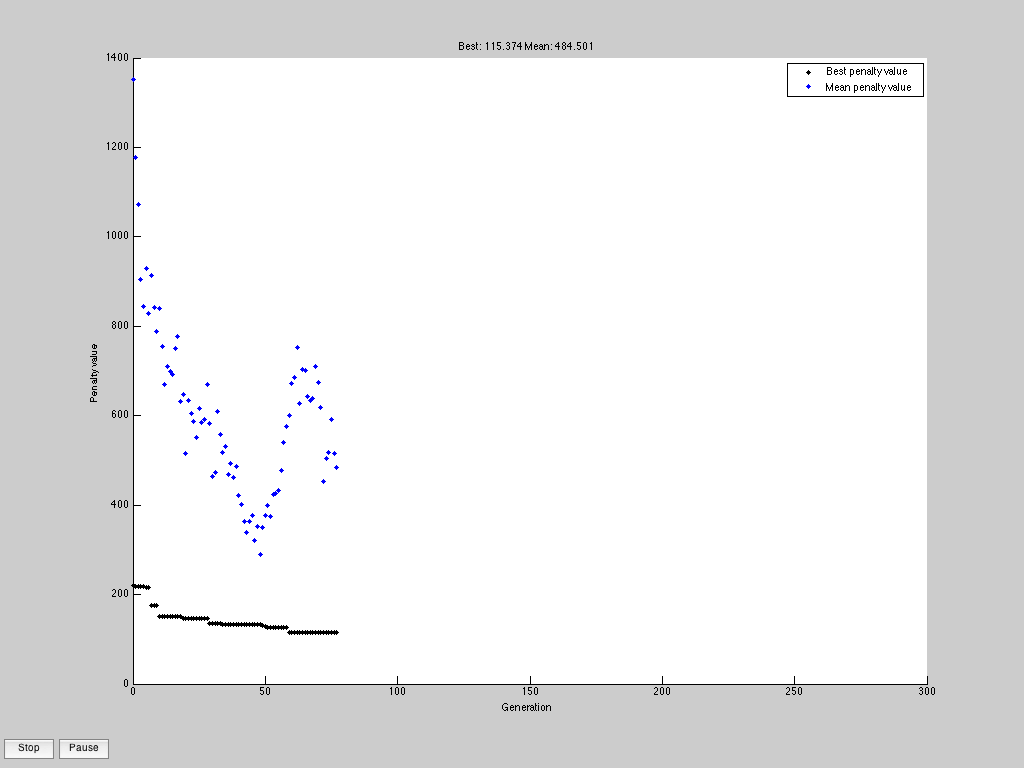 Best: 115.374 Mean: 484.501
1400
1200
1000
800
600
400
200
0
Penalty value
Best penalty value
Mean penalty value
0 50 100 150 200 250 300
Generation
Stop Pause